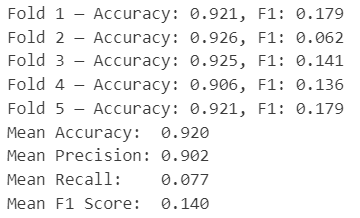 Fold 1 — Accuracy: 0.921, F1: 0.179
Fold 2 — Accuracy: 0.926, F1: 0.062
Fold 3 — Accuracy: 0.925, F1: 0.141
Fold 4 — Accuracy: 0.906, F1: 0.136
Fold 5 — Accuracy: 0.921, F1: 0.179
Mean Accuracy:  0.920
Mean Precision: 0.902
Mean Recall:    0.077
Mean F1 Score:  0.140